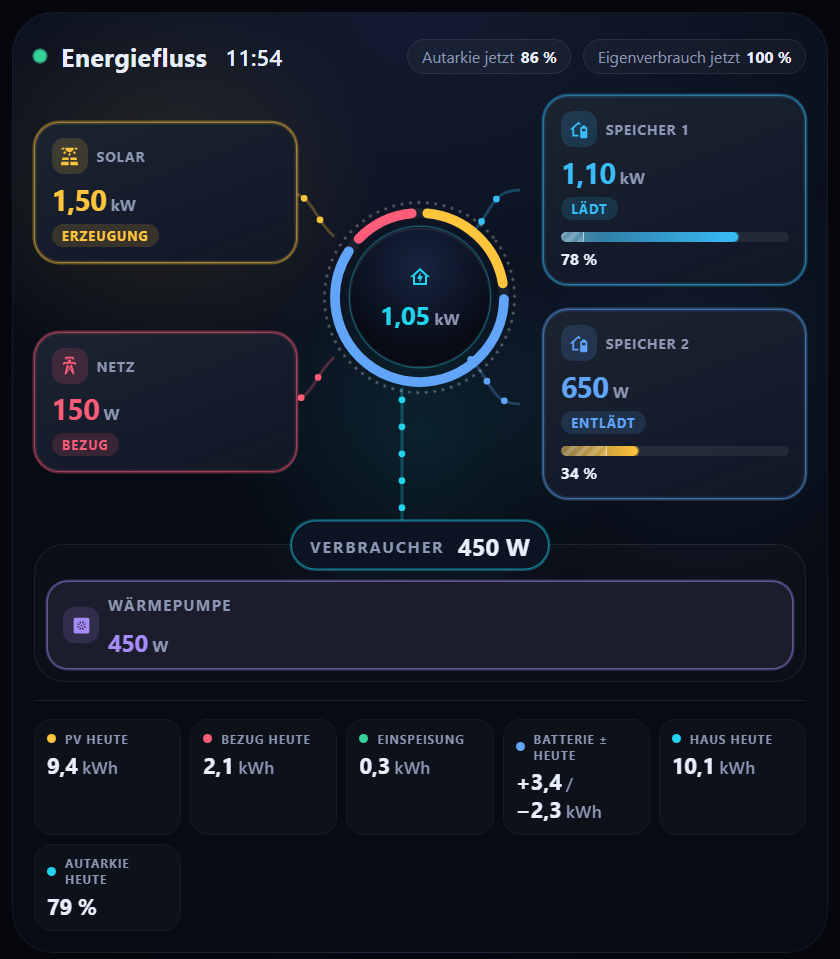 Energiefluss 11:54
Autarkie jetzt 86 %
Eigenverbrauch jetzt 100 %
SOLAR
1,50 kW
ERZEUGUNG
SPEICHER 1
1,10 kW
LÄDT
78 %
1,05 kW
NETZ
150 W
BEZUG
SPEICHER 2
650 W
ENTLÄDT
34 %
VERBRAUCHER 450 W
WÄRMEPUMPE
450 W
PV HEUTE
9,4 kWh
BEZUG HEUTE
2,1 kWh
EINSPEISUNG
0,3 kWh
BATTERIE ±
HEUTE
+3,4 /
−2,3 kWh
HAUS HEUTE
10,1 kWh
AUTARKIE
HEUTE
79 %